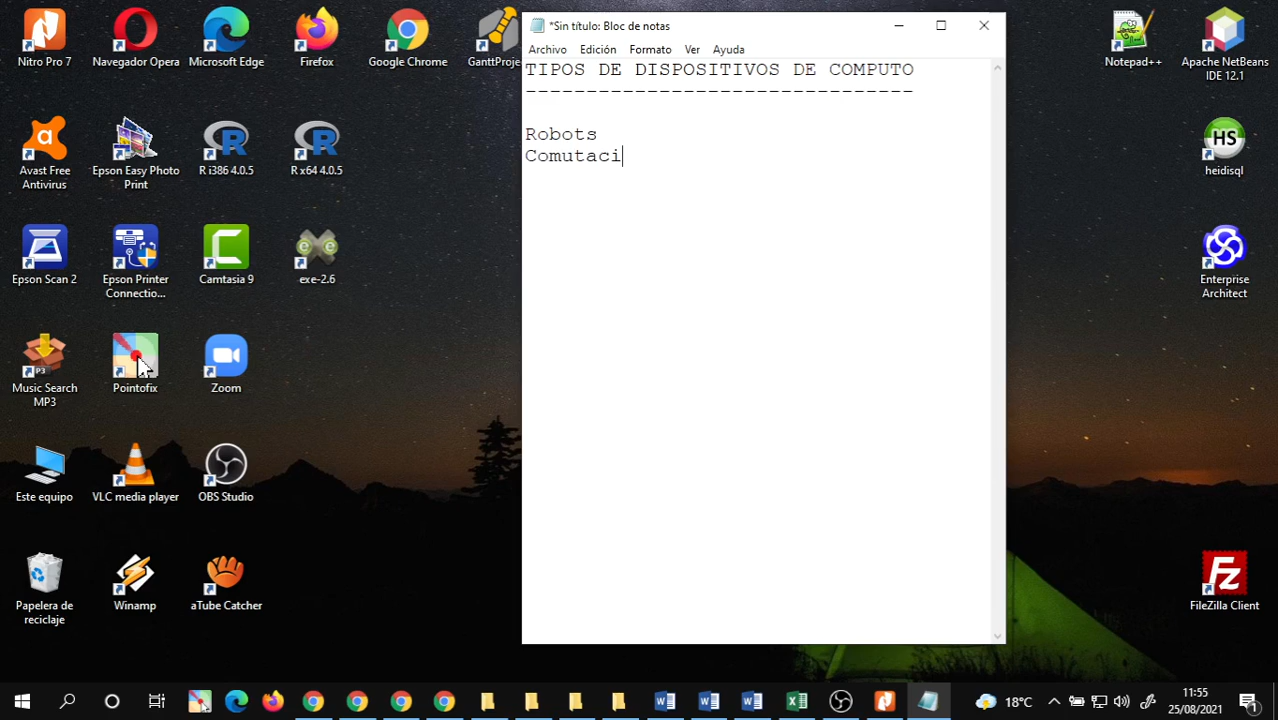 *Sin título: Bloc de notas
Archivo Edición Formato Ver Ayuda
TIPOS DE DISPOSITIVOS DE COMPUTO
--------------------------------
Robots
Comutaci
Nitro Pro 7
Navegador Opera
Microsoft Edge
Firefox
Google Chrome
GanttProje
Notepad++
Apache NetBeans
IDE 12.1
Avast Free
Antivirus
Epson Easy Photo
Print
R i386 4.0.5
R x64 4.0.5
HS
heidisql
Epson Scan 2
Epson Printer
Connectio...
Camtasia 9
exe-2.6
Enterprise
Architect
P3
Music Search
MP3
Pointofix
Zoom
Este equipo
VLC media player
OBS Studio
Papelera de
reciclaje
Winamp
aTube Catcher
Fz
FileZilla Client
18°C
11:55
25/08/2021
1